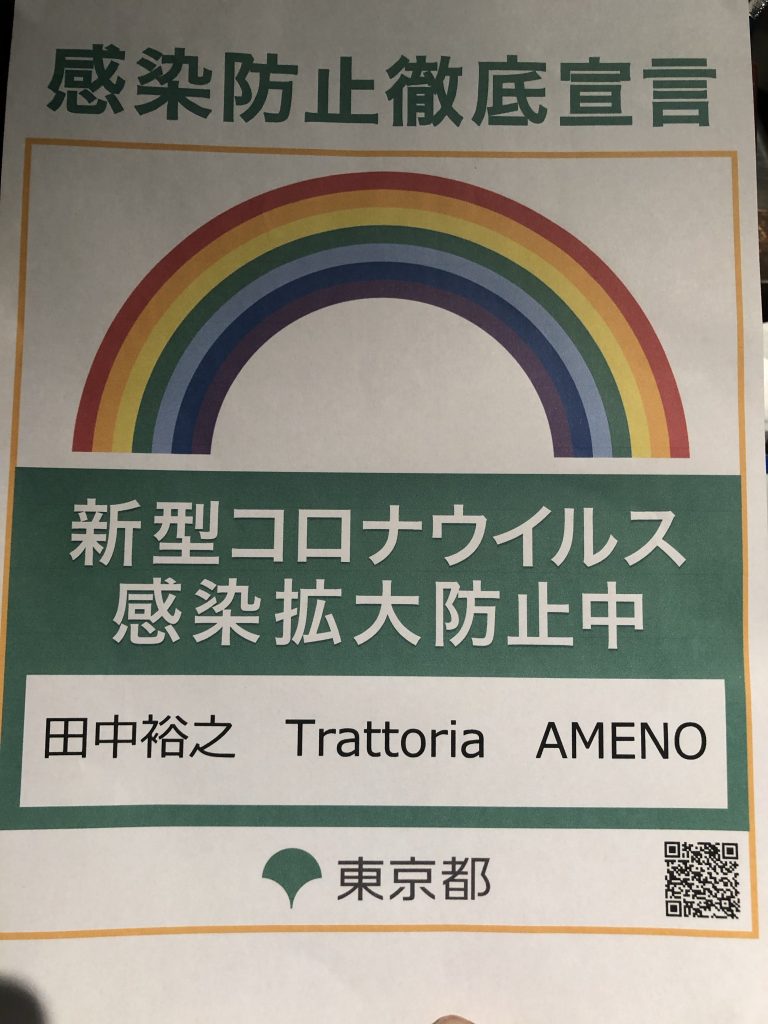 感染防止徹底宣言
新型コロナウイルス
感染拡大防止中
田中裕之　Trattoria　AMENO
東京都